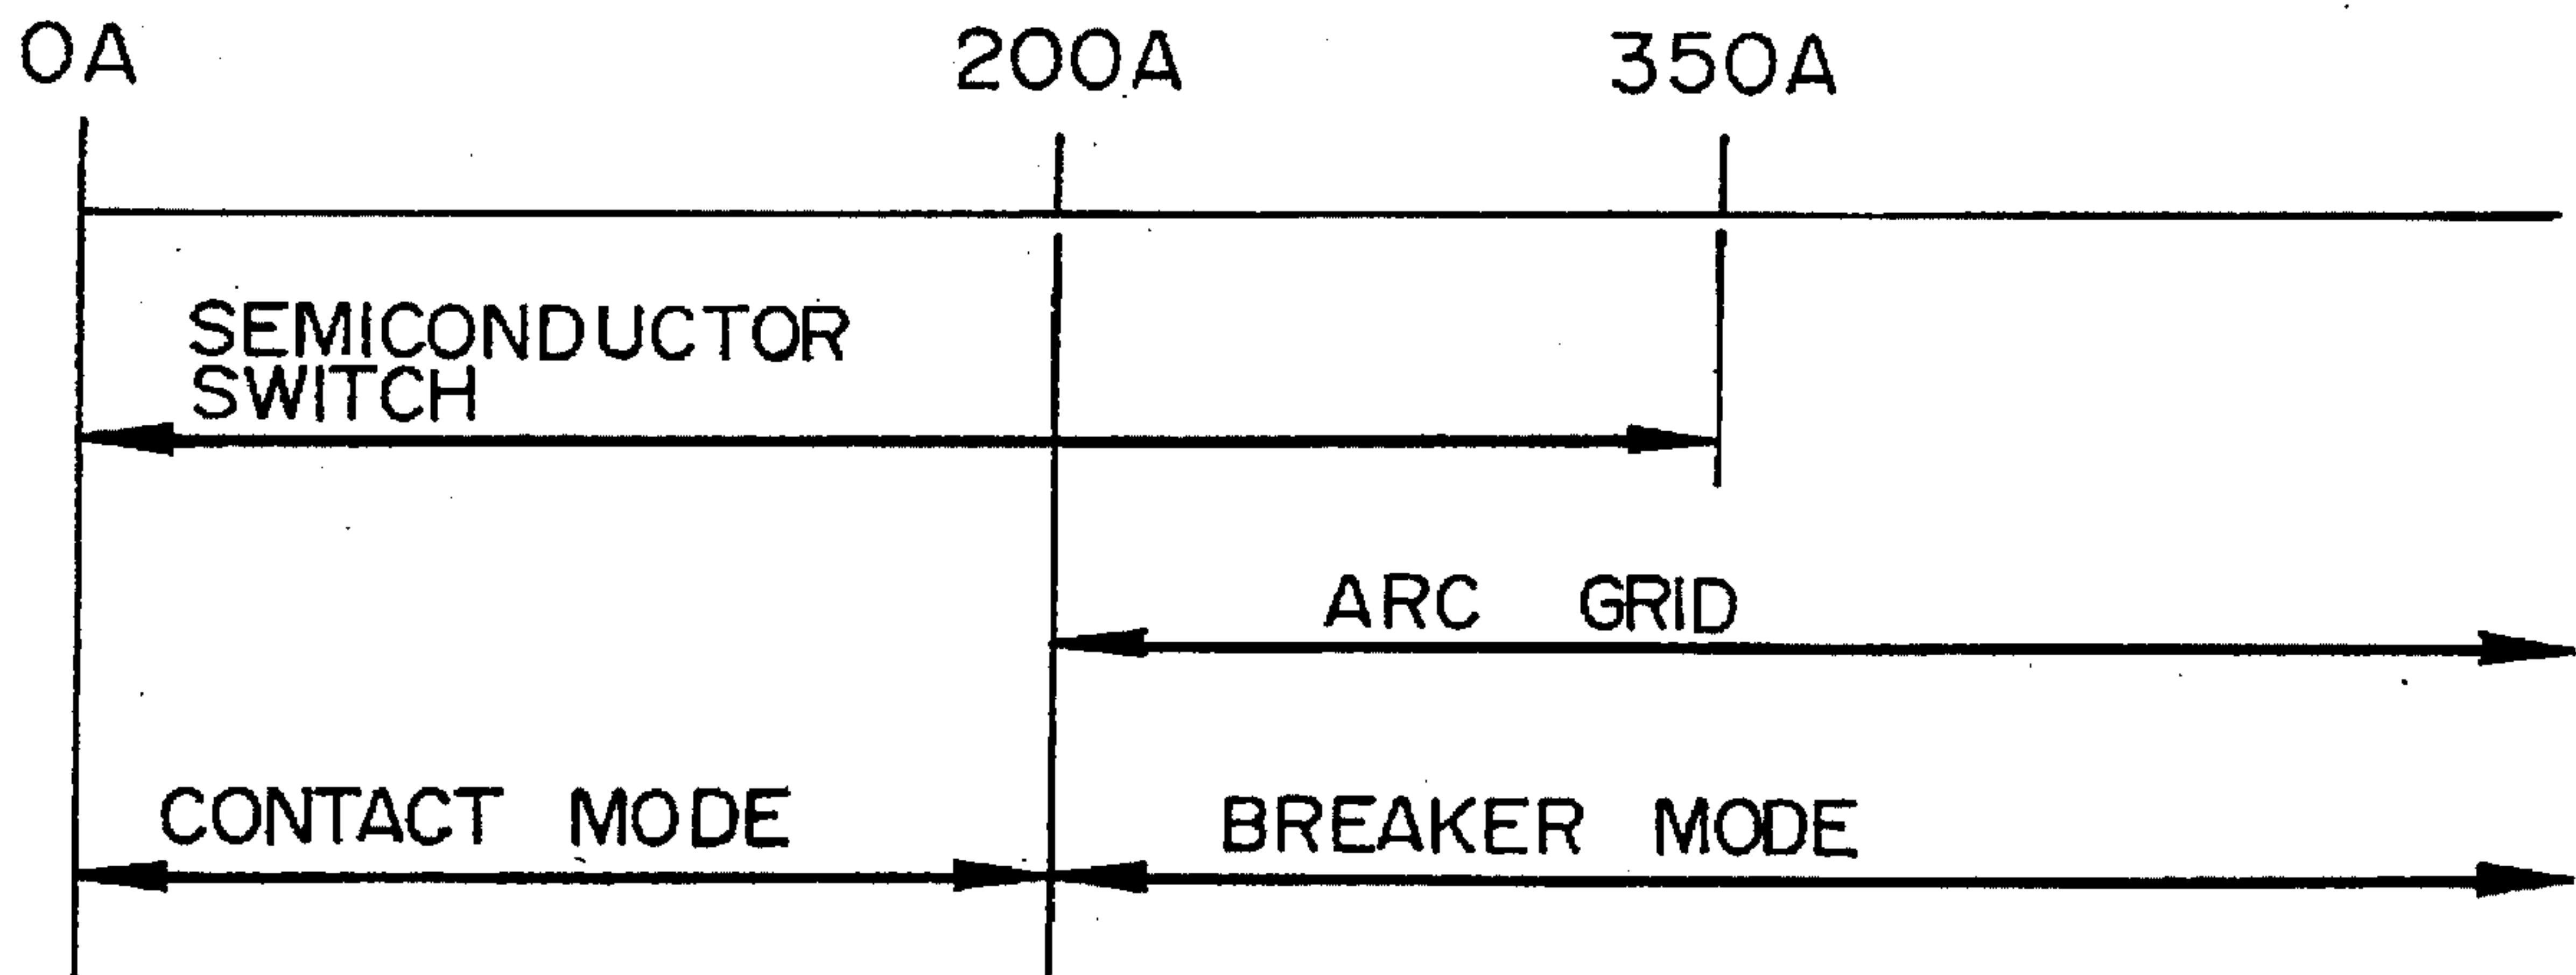 0A
200A
350A
SEMICONDUCTOR
SWITCH
ARC GRID
CONTACT MODE
BREAKER MODE